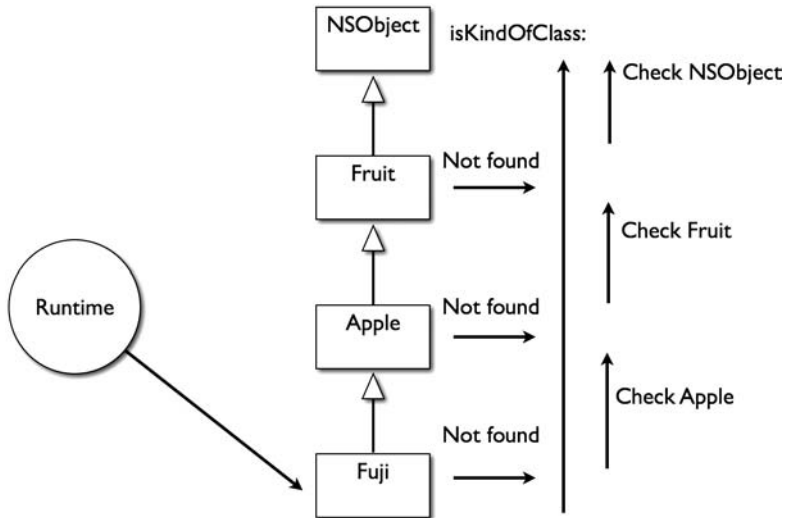 NSObject
isKindOfClass:
Check NSObject
Fruit
Not found
Check Fruit
Runtime
Apple
Not found
Check Apple
Not found
Fuji